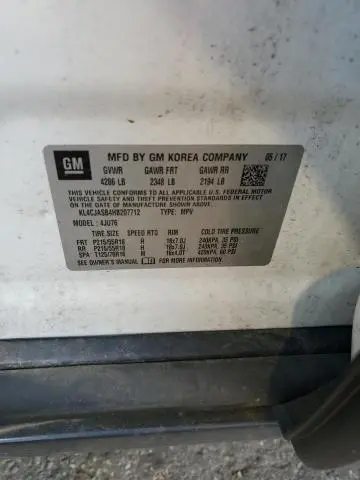 GM
MFD BY GM KOREA COMPANY 05/17
GVWR GAWR FRT GAWR RR
4286 LB 2348 LB 2194 LB
THIS VEHICLE CONFORMS TO ALL APPLICABLE U.S. FEDERAL MOTOR
VEHICLE SAFETY, BUMPER, AND THEFT PREVENTION STANDARDS IN
EFFECT ON THE DATE OF MANUFACTURE SHOWN ABOVE.
KL4CJASB4HB207712 TYPE: MPV
MODEL: 4JU76
TIRE SIZE SPEED RTG RIM COLD TIRE PRESSURE
FRT P215/55R18 H 18x7.0J 240KPA, 35 PSI
RR P215/55R18 H 18x7.0J 240KPA, 35 PSI
SPA T125/70R16 M 16x4.0T 420KPA, 60 PSI
SEE OWNER'S MANUAL FOR ADDITIONAL INFORMATION